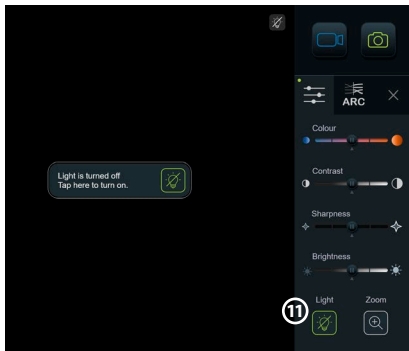 ARC
Colour
Light is turned off
Tap here to turn on.
Contrast
Sharpness
Brightness
11
Light
Zoom